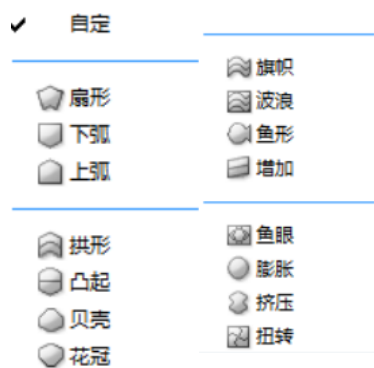 自定
扇形
下弧
上弧
拱形
凸起
贝壳
花冠
旗帜
波浪
鱼形
增加
鱼眼
膨胀
挤压
扭转